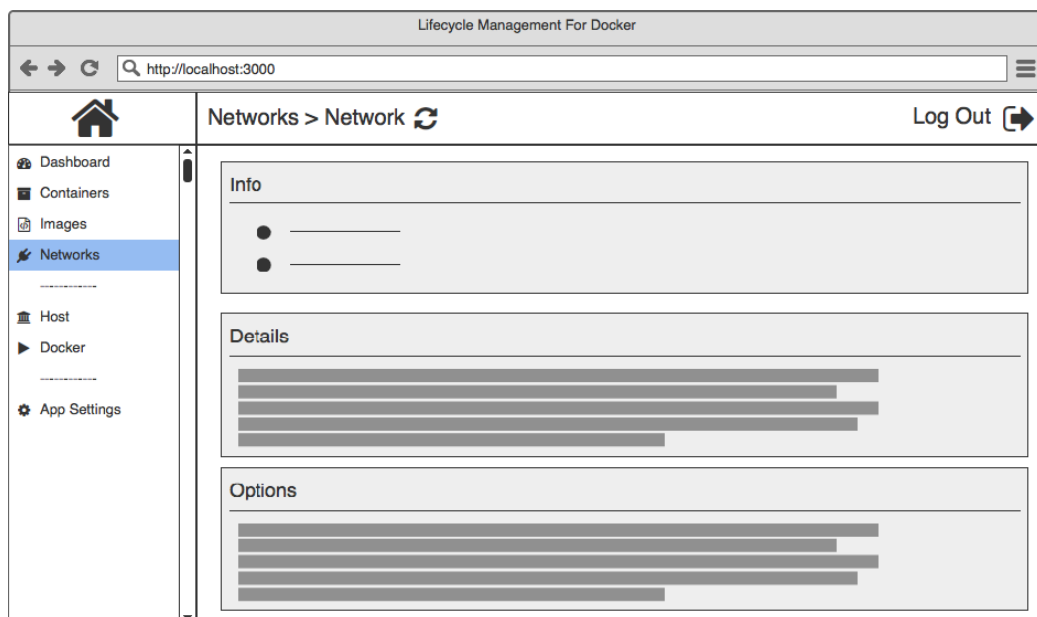 Lifecycle Management For Docker
http://localhost:3000
Networks > Network
Log Out
Dashboard
Containers
Images
Networks
------------
Host
Docker
------------
App Settings
Info
Details
Options